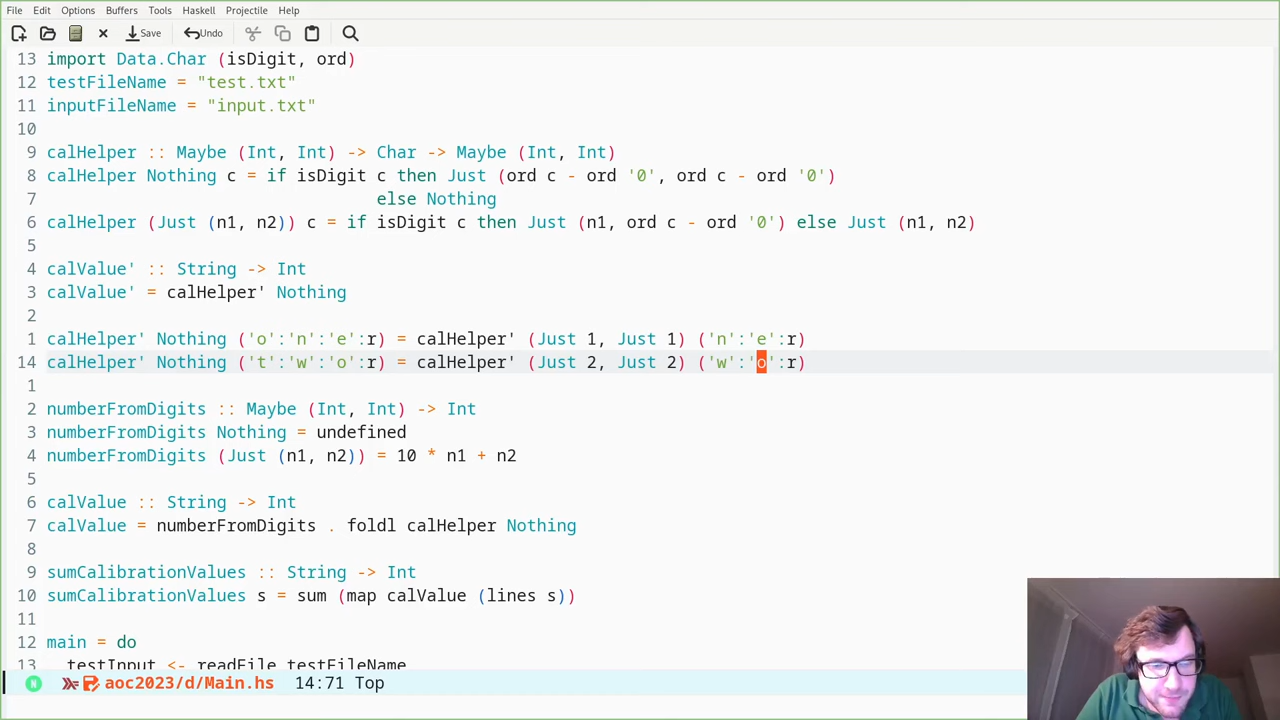 File Edit Options Buffers Tools Haskell Projectile Help
Save Undo
13 import Data.Char (isDigit, ord)
12 testFileName = "test.txt"
11 inputFileName = "input.txt"
10
9 calHelper :: Maybe (Int, Int) -> Char -> Maybe (Int, Int)
8 calHelper Nothing c = if isDigit c then Just (ord c - ord '0', ord c - ord '0')
7 else Nothing
6 calHelper (Just (n1, n2)) c = if isDigit c then Just (n1, ord c - ord '0') else Just (n1, n2)
5
4 calValue' :: String -> Int
3 calValue' = calHelper' Nothing
2
1 calHelper' Nothing ('o':'n':'e':r) = calHelper' (Just 1, Just 1) ('n':'e':r)
14 calHelper' Nothing ('t':'w':'o':r) = calHelper' (Just 2, Just 2) ('w':'o':r)
1
2 numberFromDigits :: Maybe (Int, Int) -> Int
3 numberFromDigits Nothing = undefined
4 numberFromDigits (Just (n1, n2)) = 10 * n1 + n2
5
6 calValue :: String -> Int
7 calValue = numberFromDigits . foldl calHelper Nothing
8
9 sumCalibrationValues :: String -> Int
10 sumCalibrationValues s = sum (map calValue (lines s))
11
12 main = do
13 testInput <- readFile testFileName
N aoc2023/d/Main.hs 14:71 Top